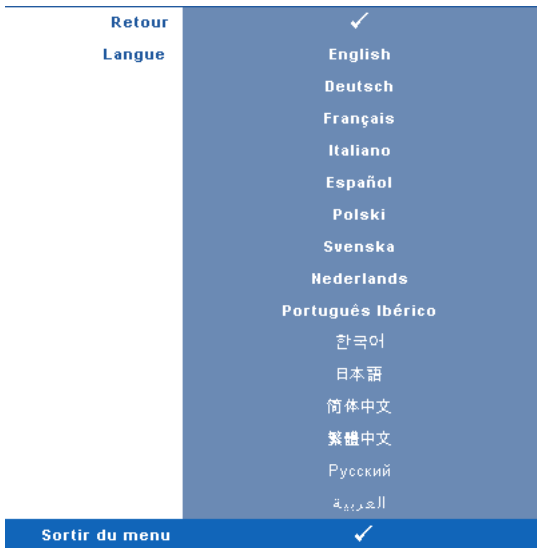 Retour ✓
Langue English
Deutsch
Français
Italiano
Español
Polski
Svenska
Nederlands
Português Ibérico
한국어
日本語
简体中文
繁體中文
Русский
العربية
Sortir du menu ✓